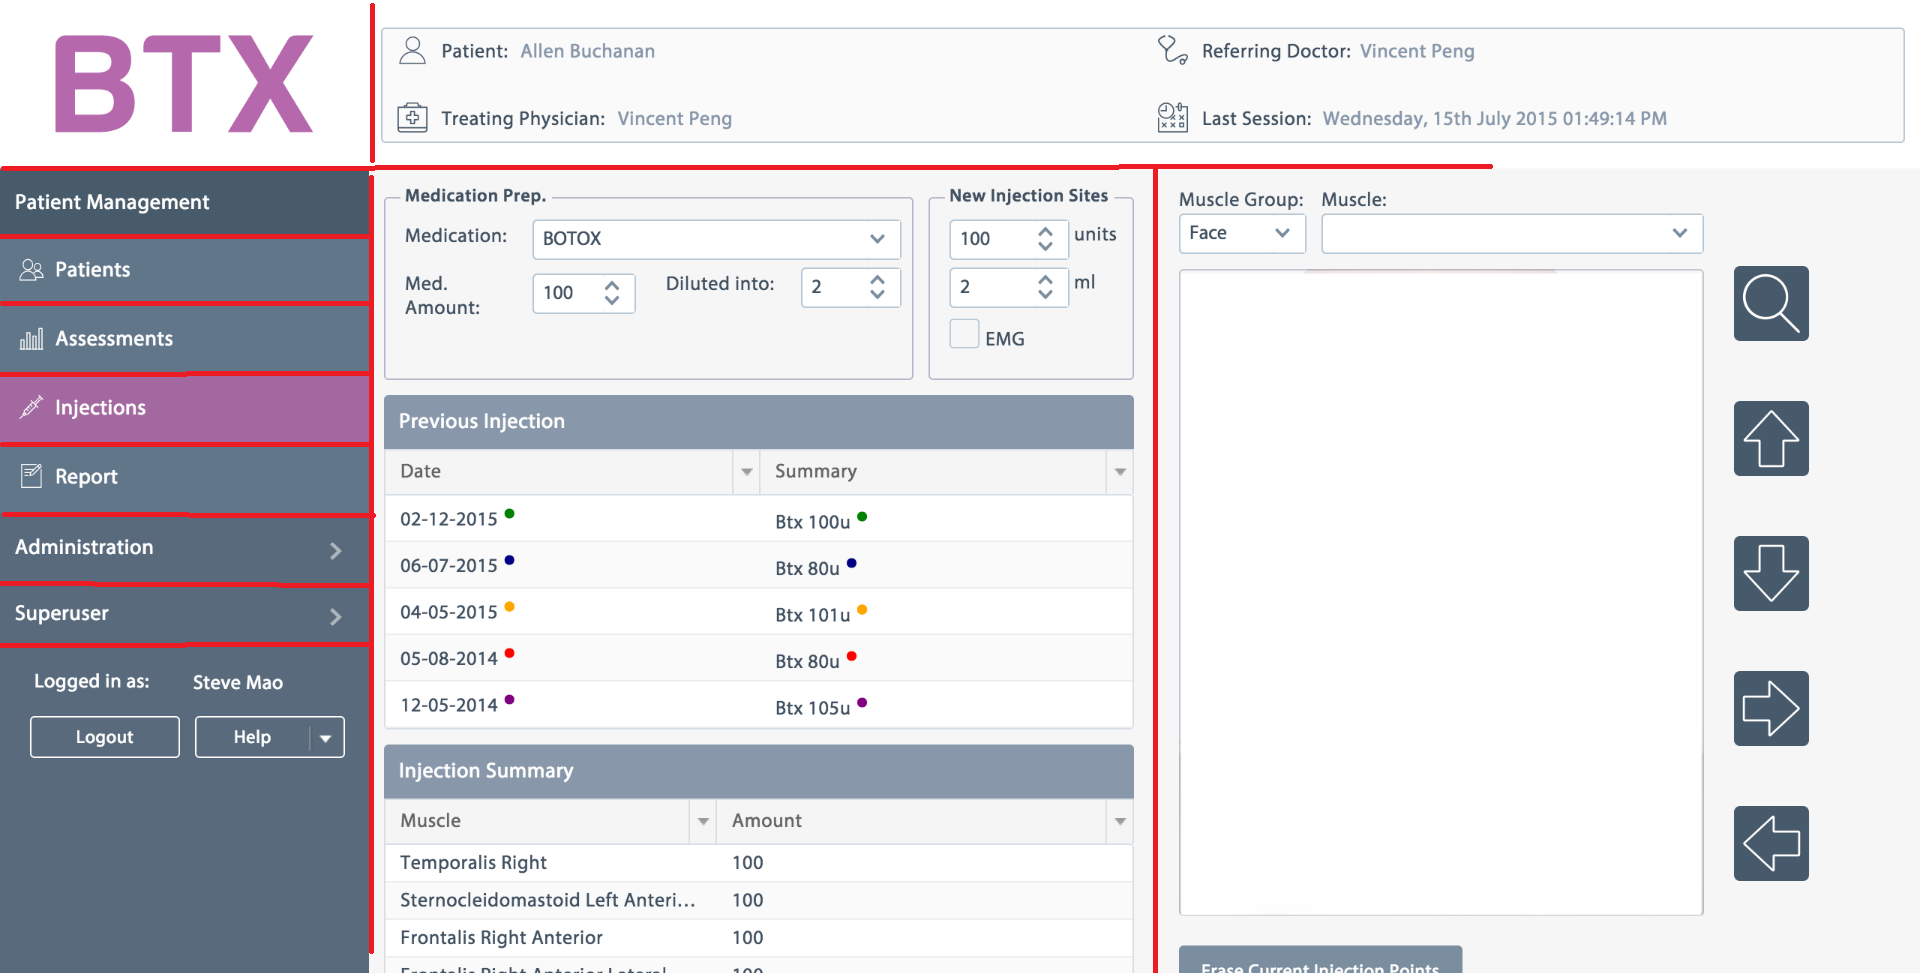 BTX
Patient: Allen Buchanan
Referring Doctor: Vincent Peng
Treating Physician: Vincent Peng
Last Session: Wednesday, 15th July 2015 01:49:14 PM
Patient Management
Patients
Assessments
Injections
Report
Administration
Superuser
Logged in as: Steve Mao
Logout
Help
Medication Prep.
Medication: BOTOX
Med. Amount: 100
Diluted into: 2
New Injection Sites
100 units
2 ml
EMG
Previous Injection
Date Summary
02-12-2015 Btx 100u
06-07-2015 Btx 80u
04-05-2015 Btx 101u
05-08-2014 Btx 80u
12-05-2014 Btx 105u
Injection Summary
Muscle Amount
Temporalis Right 100
Sternocleidomastoid Left Anteri... 100
Frontalis Right Anterior 100
Frontalis Right Anterior Lateral 100
Muscle Group: Muscle:
Face
Erase Current Injection Points